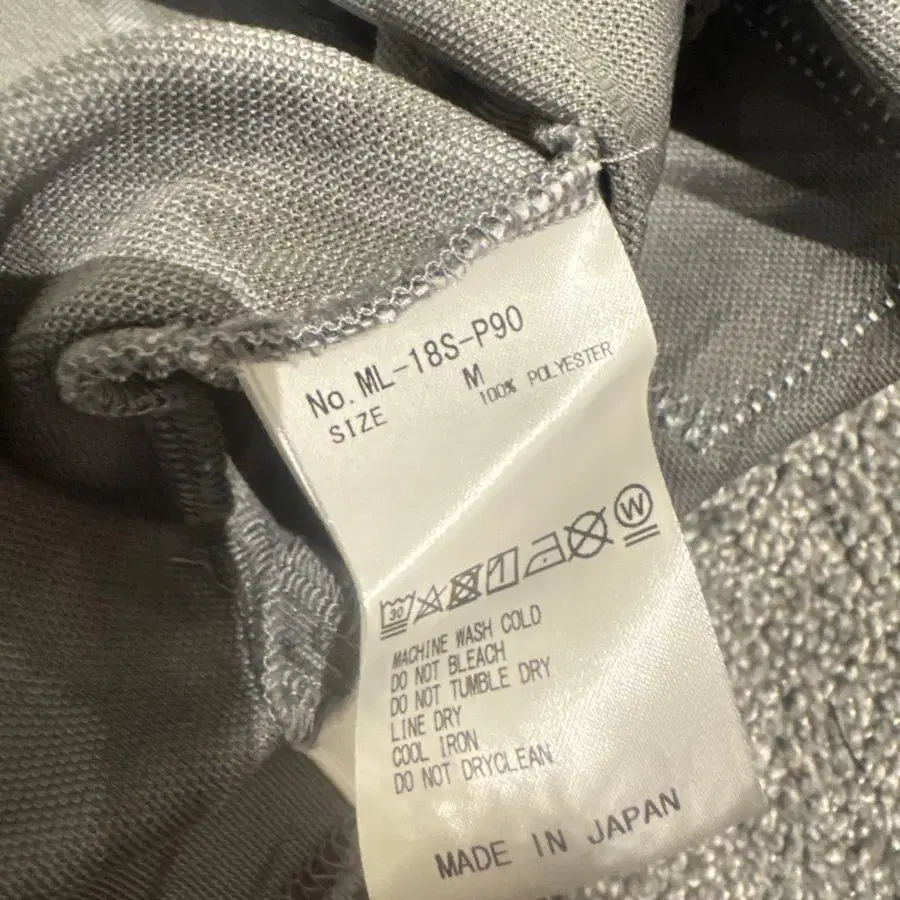 No. ML-18S-P90
SIZE M
100% POLYESTER
30 W
MACHINE WASH COLD
DO NOT BLEACH
DO NOT TUMBLE DRY
LINE DRY
COOL IRON
DO NOT DRYCLEAN
MADE IN JAPAN